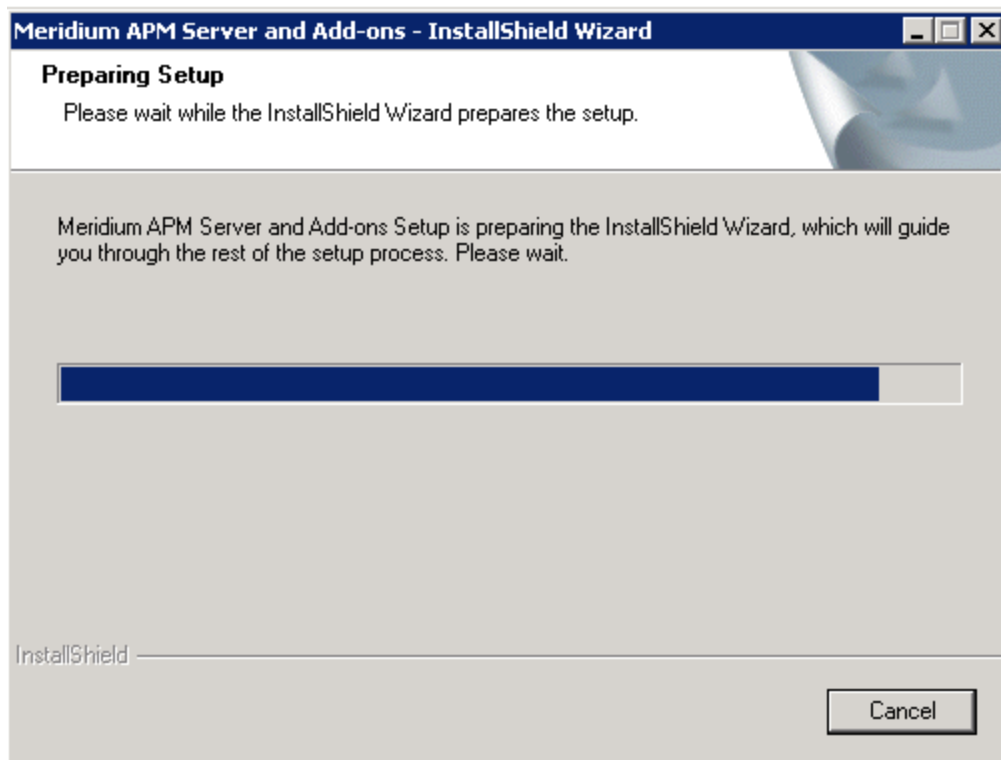 Meridium APM Server and Add-ons - InstallShield Wizard
Preparing Setup
Please wait while the InstallShield Wizard prepares the setup.
Meridium APM Server and Add-ons Setup is preparing the InstallShield Wizard, which will guide
you through the rest of the setup process. Please wait.
InstallShield
Cancel